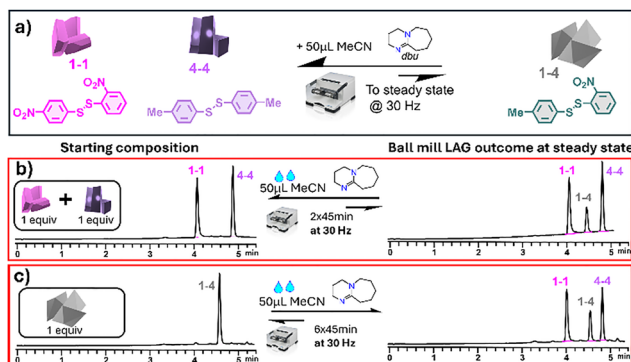 a)
1-1
4-4
+ 50µL MeCN
dbu
To steady state
@ 30 Hz
1-4
O₂N
NO₂
S
S
Me
S
S
Me
Me
S
S
NO₂
Starting composition
Ball mill LAG outcome at steady state
b)
1 equiv
+
1 equiv
1-1
4-4
0 1 2 3 4 5 min
50µL MeCN
N
N
2x45min
at 30 Hz
1-1
1-4
4-4
0 1 2 3 4 5 min
c)
1 equiv
1-4
0 1 2 3 4 5 min
50µL MeCN
N
N
6x45min
at 30 Hz
1-1
1-4
4-4
0 1 2 3 4 5 min